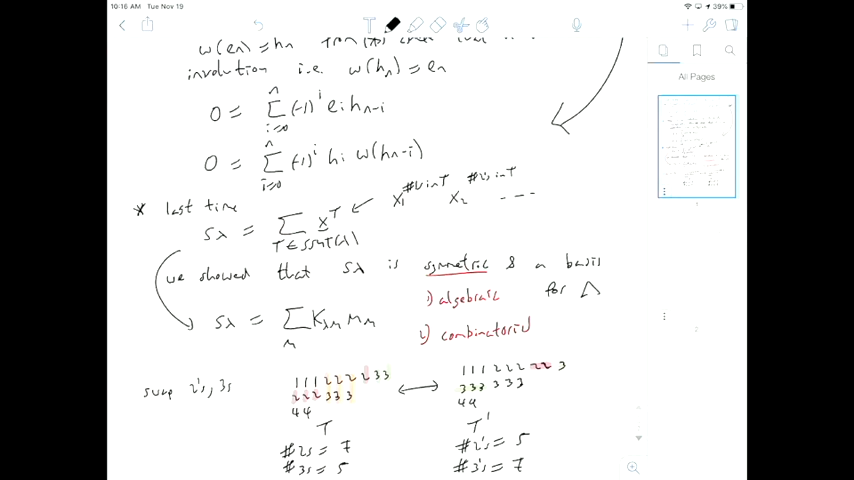 10:16 AM Tue Nov 19
39%
All Pages
w(en) = hn
involution i.e. w(hn) = en
0 = ∑_{i=0}^{n} (-1)^i ei hn-i
0 = ∑_{i=0}^{n} (-1)^i hi w(hn-i)
* last time
sλ = ∑_{T ∈ SSYT(λ)} x^T ← x1^{#1's in T} x2^{#2's in T} ---
we showed that sλ is symmetric & a basis for Λ
1) algebraic
2) combinatorial
sλ = ∑_μ Kλμ mμ
swap 2's, 3s
1 1 1 2 2 2 2 2 3 3 ↔ 1 1 1 2 2 2 2 2 3
2 2 2 3 3 3
3 3 3 3 3 3
4 4
4 4
T
T'
#2s = 7
#2's = 5
#3s = 5
#3's = 7